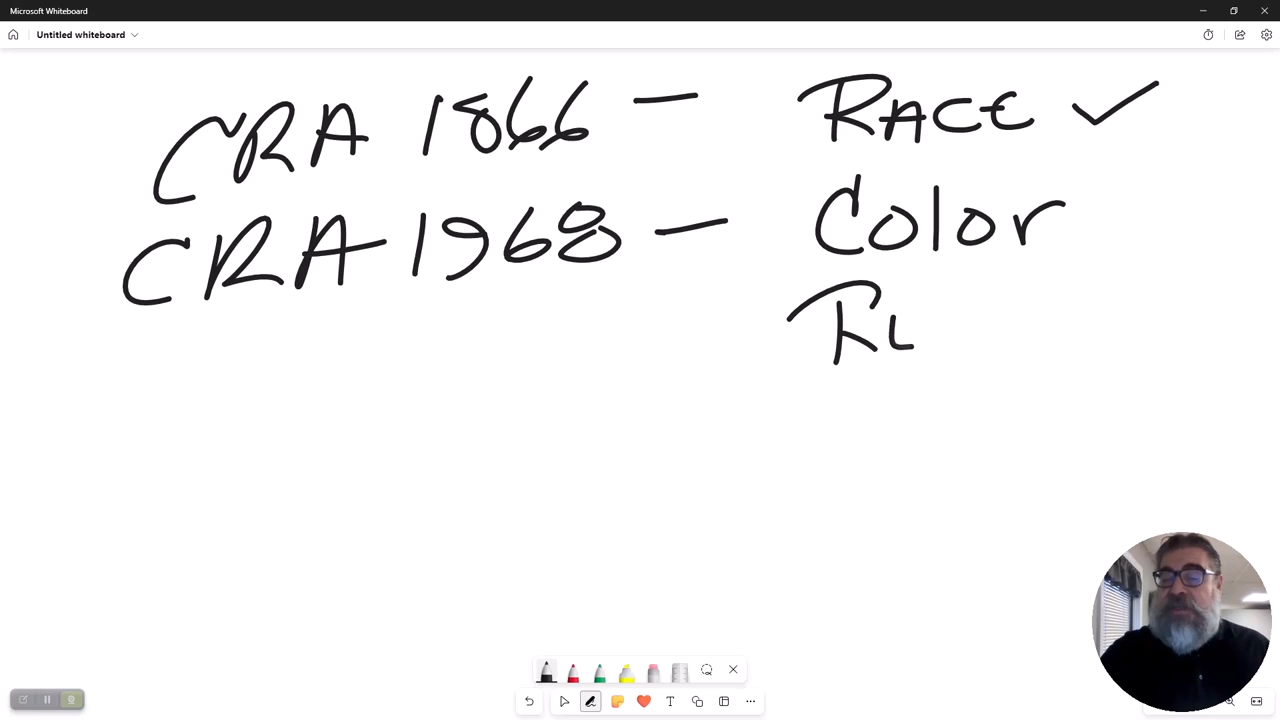 Microsoft Whiteboard
Untitled whiteboard
CRA 1866 — RACE ✓
CRA 1968 — Color